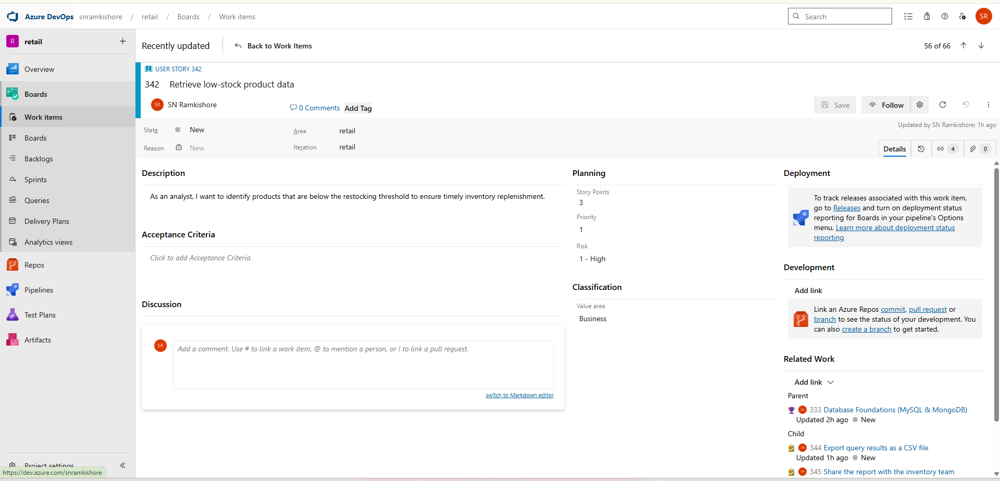 Azure DevOps snramkishore / retail / Boards / Work items
Search
SR
R retail
Overview
Boards
Work items
Boards
Backlogs
Sprints
Queries
Delivery Plans
Analytics views
Repos
Pipelines
Test Plans
Artifacts
Project settings
https://dev.azure.com/snramkishore
Recently updated
Back to Work Items
56 of 66
USER STORY 342
342 Retrieve low-stock product data
SR SN Ramkishore
0 Comments
Add Tag
Save
Follow
Updated by SN Ramkishore: 1h ago
State New
Area retail
Reason New
Iteration retail
Details
4
0
Description
As an analyst, I want to identify products that are below the restocking threshold to ensure timely inventory replenishment.
Acceptance Criteria
Click to add Acceptance Criteria.
Discussion
SR
Add a comment. Use # to link a work item, @ to mention a person, or ! to link a pull request.
switch to Markdown editor
Planning
Story Points
3
Priority
1
Risk
1 - High
Classification
Value area
Business
Deployment
To track releases associated with this work item,
go to Releases and turn on deployment status
reporting for Boards in your pipeline's Options
menu. Learn more about deployment status
reporting
Development
Add link
Link an Azure Repos commit, pull request or
branch to see the status of your development. You
can also create a branch to get started.
Related Work
Add link
Parent
SR 333 Database Foundations (MySQL & MongoDB)
Updated 2h ago New
Child
SR 344 Export query results as a CSV file
Updated 1h ago New
SR 345 Share the report with the inventory team